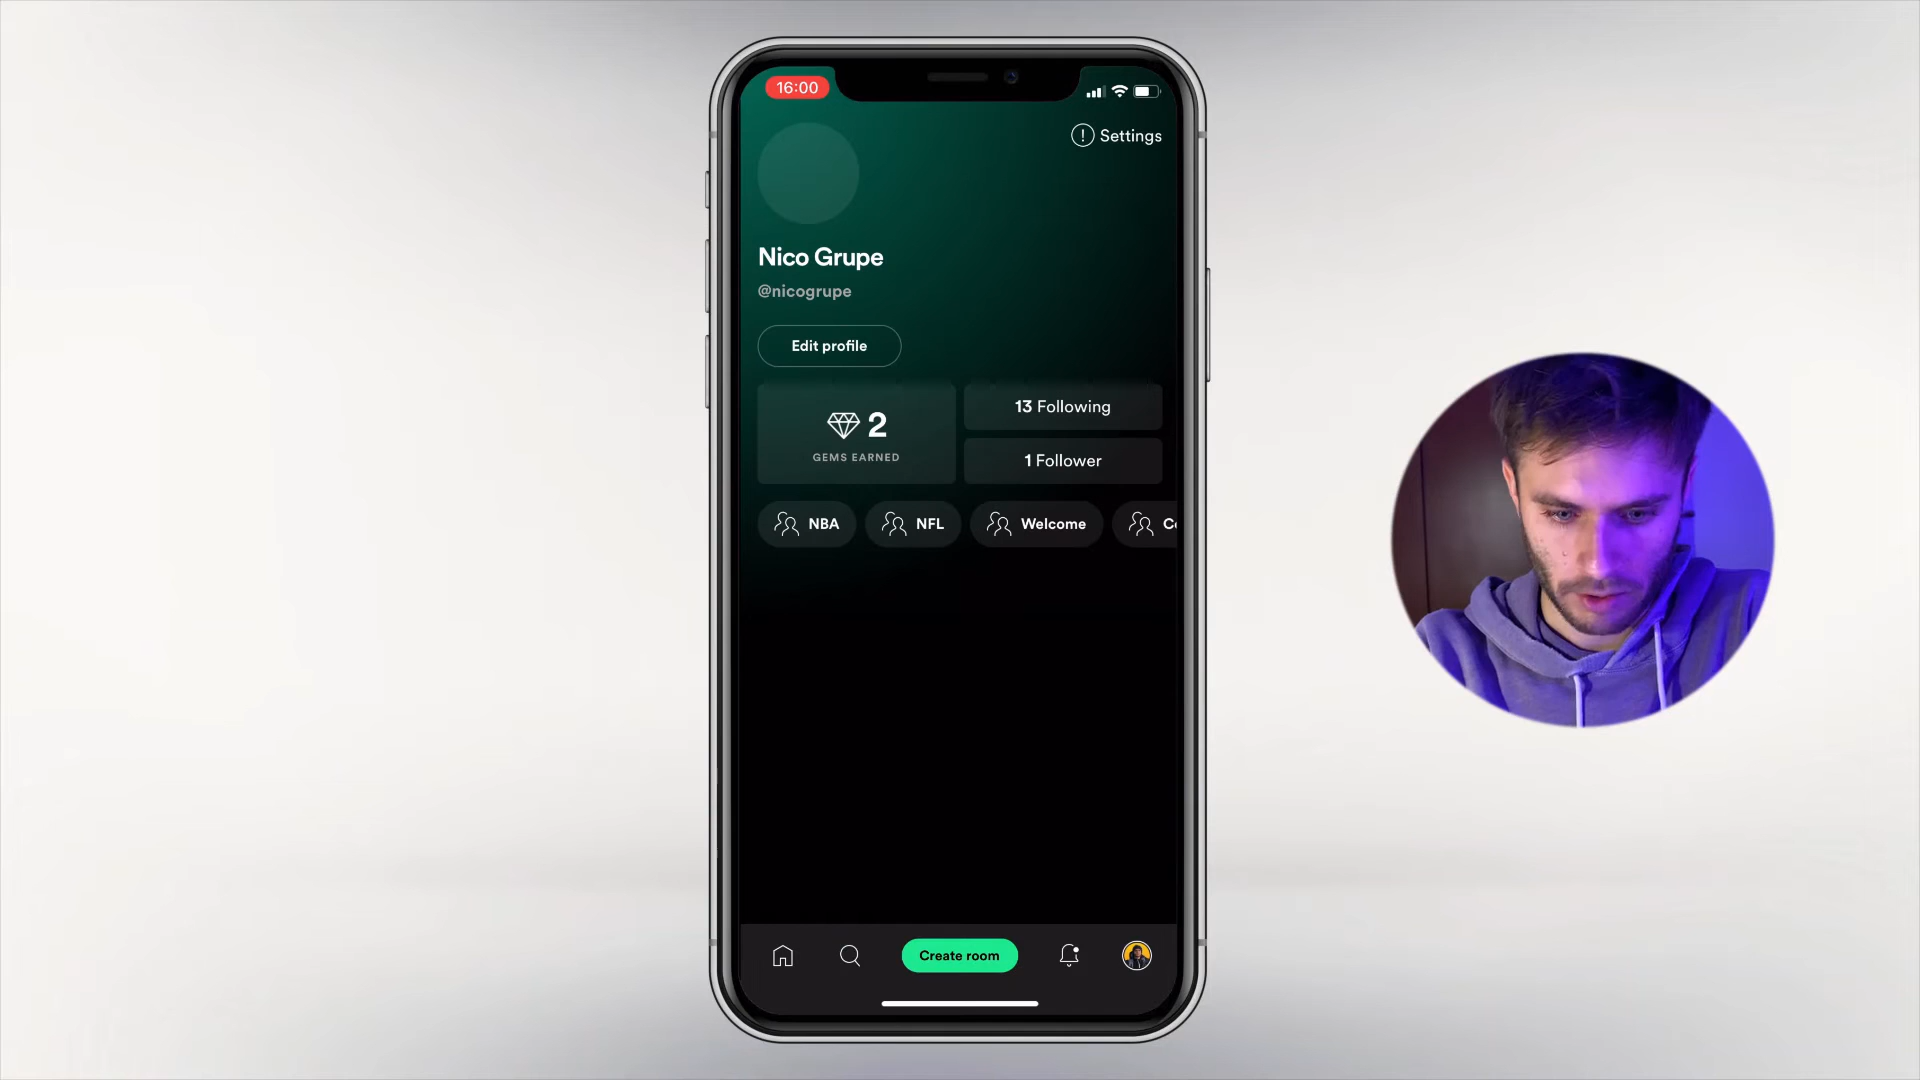 16:00
Settings
Nico Grupe
@nicogrupe
Edit profile
2
GEMS EARNED
13 Following
1 Follower
NBA
NFL
Welcome
Create room